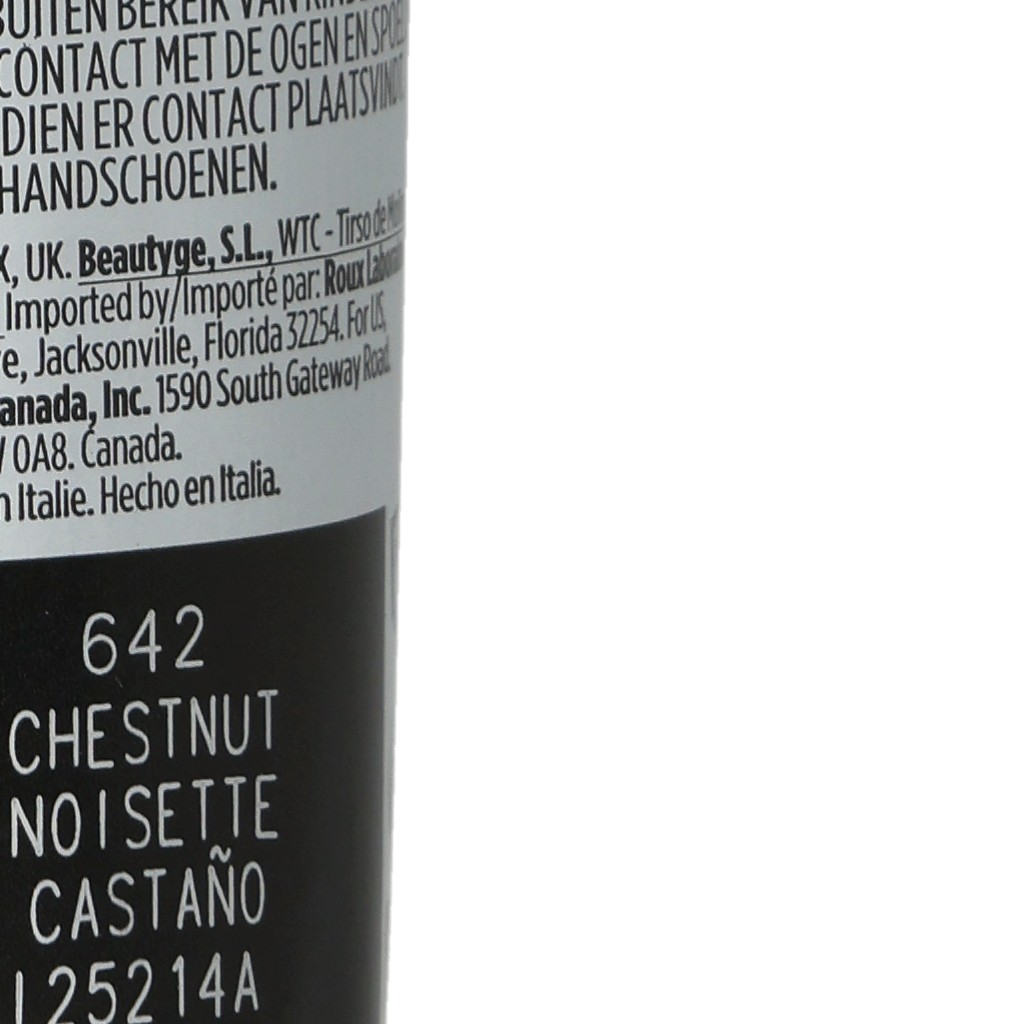 BUITEN BEREIK VAN
CONTACT MET DE OGEN EN
DIEN ER CONTACT PLAATSVINDT
HANDSCHOENEN.
X, UK. Beautyge, S.L., WTC - Tirso de
Imported by/Importé par: Roux
e, Jacksonville, Florida 32254. For US,
anada, Inc. 1590 South Gateway Road.
0A8. Canada.
n Italie. Hecho en Italia.
642
CHESTNUT
NOISETTE
CASTAÑO
25214A